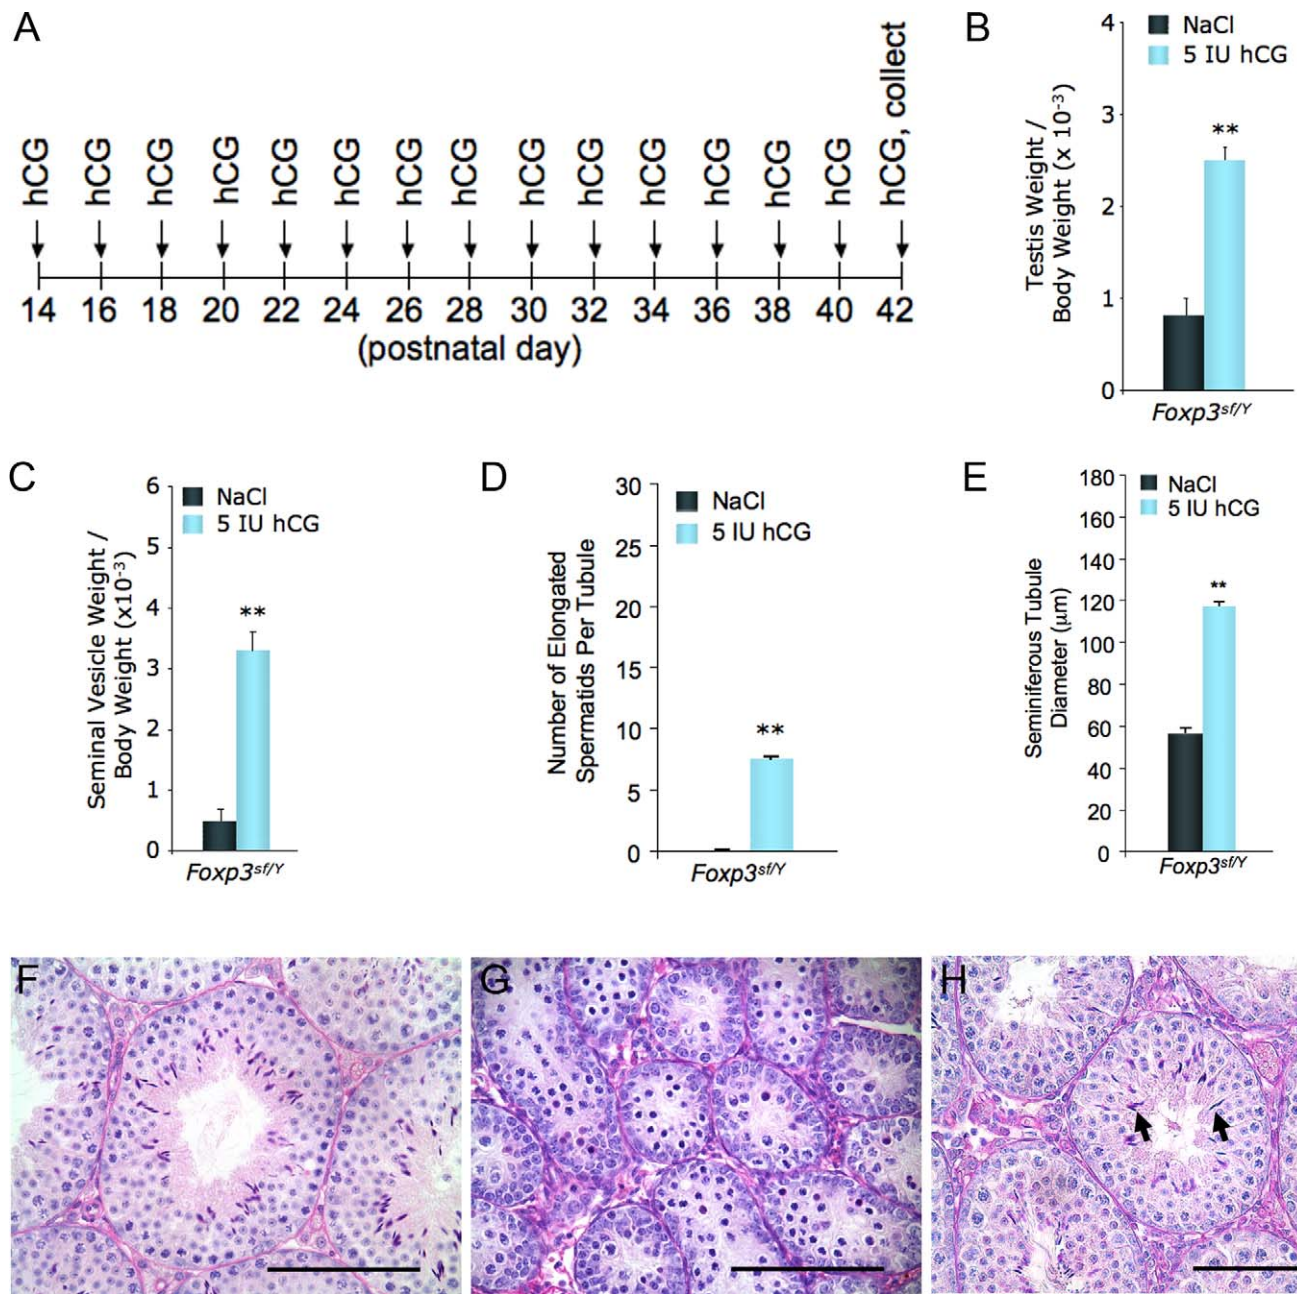 A
hCG hCG hCG hCG hCG hCG hCG hCG hCG hCG hCG hCG hCG hCG hCG, collect
14 16 18 20 22 24 26 28 30 32 34 36 38 40 42
(postnatal day)
B
NaCl
5 IU hCG
Testis Weight /
Body Weight (x 10⁻³)
4
3
2
1
0
**
Foxp3ˢᶠ/ʸ
C
NaCl
5 IU hCG
Seminal Vesicle Weight /
Body Weight (x10⁻³)
6
5
4
3
2
1
0
**
Foxp3ˢᶠ/ʸ
D
NaCl
5 IU hCG
Number of Elongated
Spermatids Per Tubule
30
25
20
15
10
5
0
**
Foxp3ˢᶠ/ʸ
E
NaCl
5 IU hCG
Seminiferous Tubule
Diameter (μm)
180
160
140
120
100
80
60
40
20
0
**
Foxp3ˢᶠ/ʸ
F
G
H